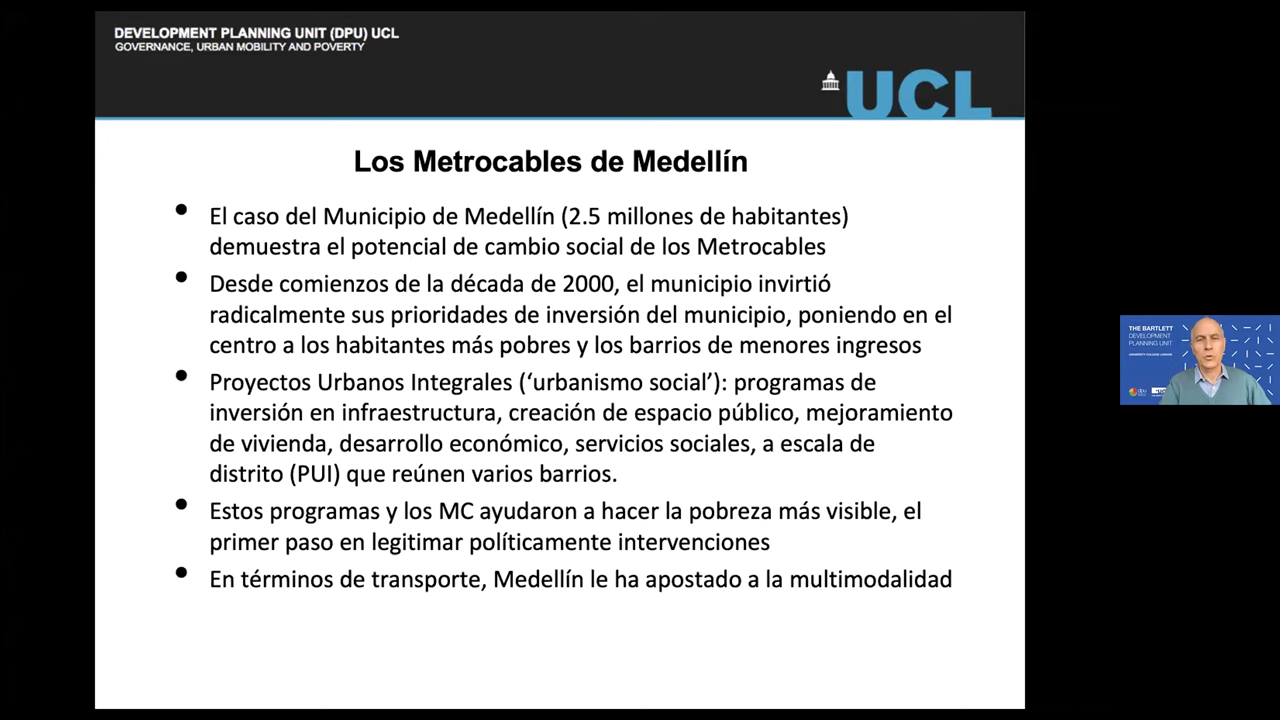 DEVELOPMENT PLANNING UNIT (DPU) UCL
GOVERNANCE, URBAN MOBILITY AND POVERTY
UCL
Los Metrocables de Medellín
• El caso del Municipio de Medellín (2.5 millones de habitantes)
demuestra el potencial de cambio social de los Metrocables
• Desde comienzos de la década de 2000, el municipio invirtió
radicalmente sus prioridades de inversión del municipio, poniendo en el
centro a los habitantes más pobres y los barrios de menores ingresos
• Proyectos Urbanos Integrales (‘urbanismo social’): programas de
inversión en infraestructura, creación de espacio público, mejoramiento
de vivienda, desarrollo económico, servicios sociales, a escala de
distrito (PUI) que reúnen varios barrios.
• Estos programas y los MC ayudaron a hacer la pobreza más visible, el
primer paso en legitimar políticamente intervenciones
• En términos de transporte, Medellín le ha apostado a la multimodalidad
THE BARTLETT
DEVELOPMENT
PLANNING UNIT
UNIVERSITY COLLEGE LONDON
dpu